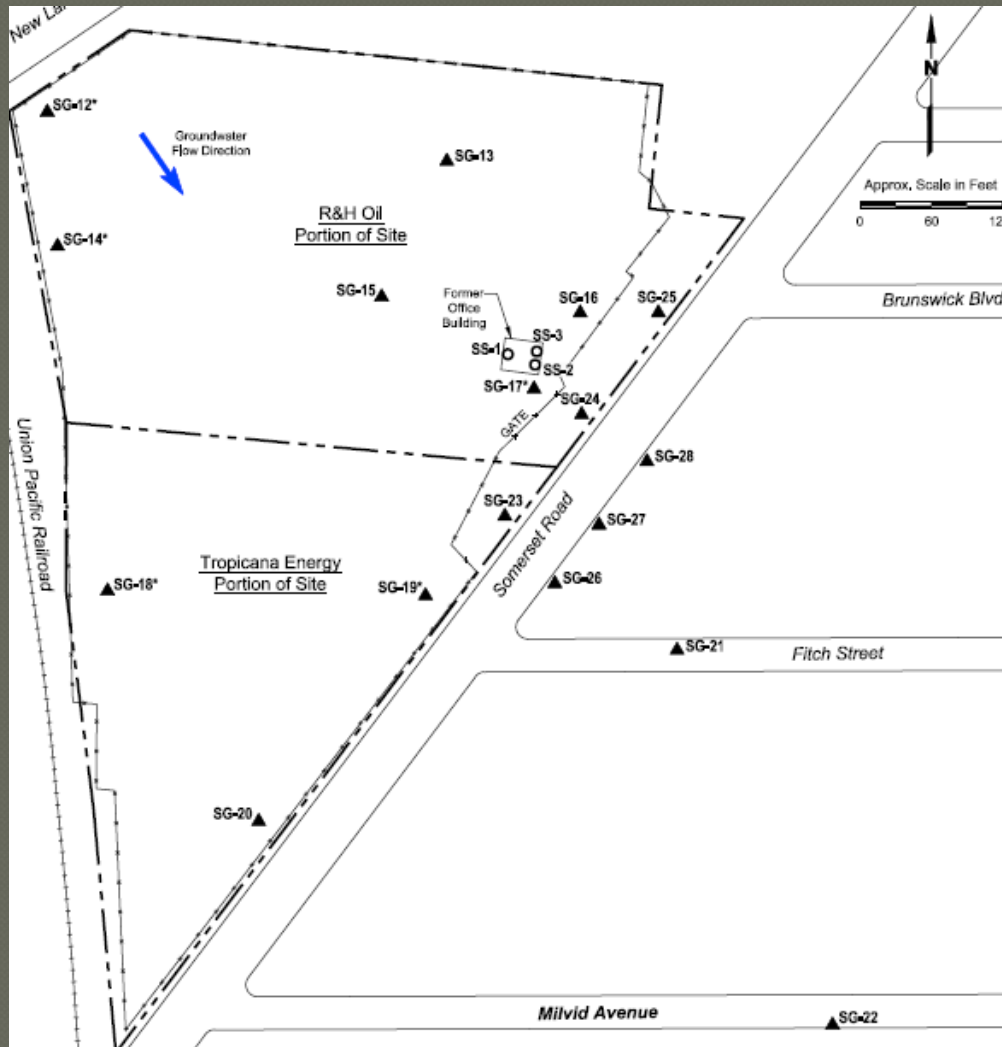 New
SG-12*
Groundwater
Flow Direction
SG-13
N
Approx. Scale in Feet
0 60
R&H Oil
Portion of Site
SG-14*
SG-15
Former
Office
Building
SG-16
SG-25
Brunswick Blvd
SS-3
SS-1
SS-2
SG-17*
SG-24
GATE
Union Pacific Railroad
SG-28
SG-23
SG-27
Somerset Road
Tropicana Energy
Portion of Site
SG-18*
SG-19*
SG-26
SG-21
Fitch Street
SG-20
Milvid Avenue
SG-22